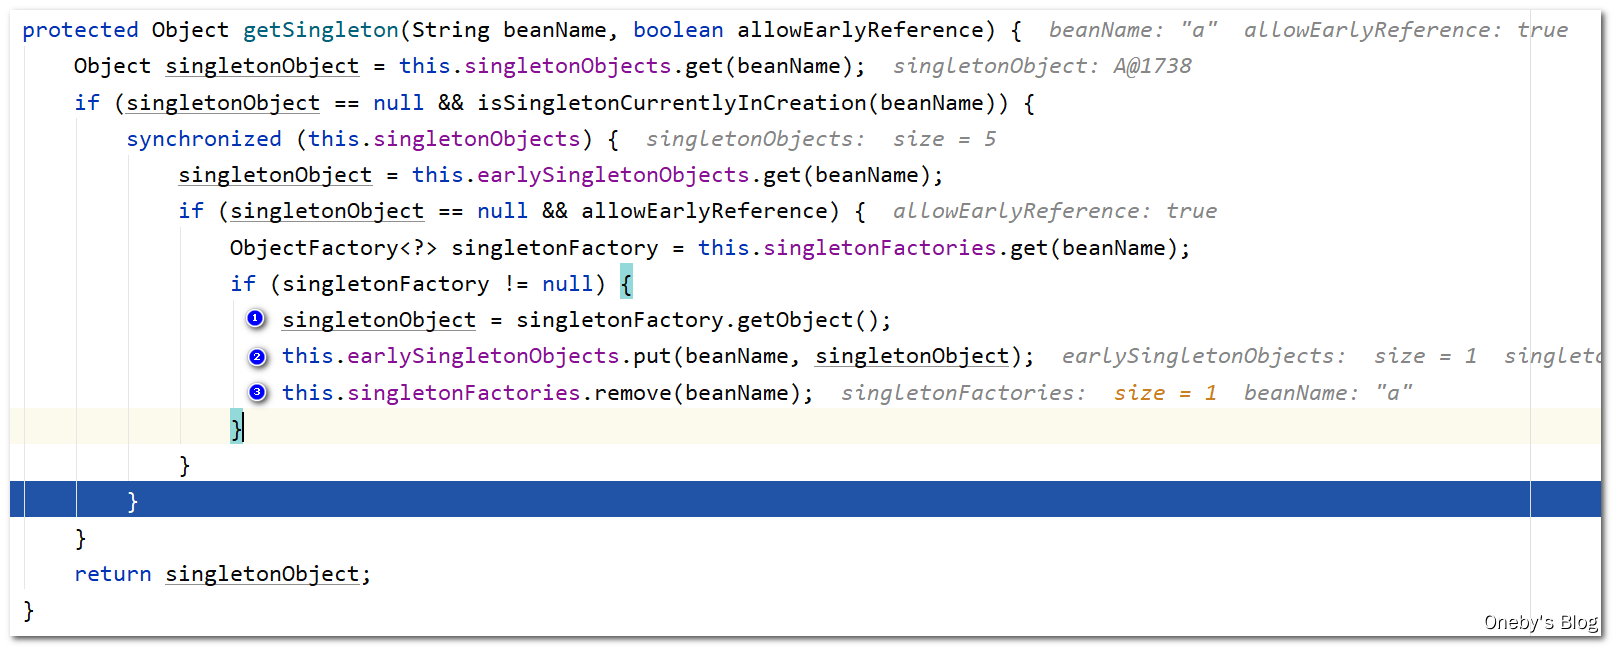 protected Object getSingleton(String beanName, boolean allowEarlyReference) {  beanName: "a"  allowEarlyReference: true
    Object singletonObject = this.singletonObjects.get(beanName);  singletonObject: A@1738
    if (singletonObject == null && isSingletonCurrentlyInCreation(beanName)) {
        synchronized (this.singletonObjects) {  singletonObjects:  size = 5
            singletonObject = this.earlySingletonObjects.get(beanName);
            if (singletonObject == null && allowEarlyReference) {  allowEarlyReference: true
                ObjectFactory<?> singletonFactory = this.singletonFactories.get(beanName);
                if (singletonFactory != null) {
                1 singletonObject = singletonFactory.getObject();
                2 this.earlySingletonObjects.put(beanName, singletonObject);  earlySingletonObjects:  size = 1
                3 this.singletonFactories.remove(beanName);  singletonFactories:  size = 1  beanName: "a"
                }
            }
        }
    }
    return singletonObject;
}
Oneby's Blog